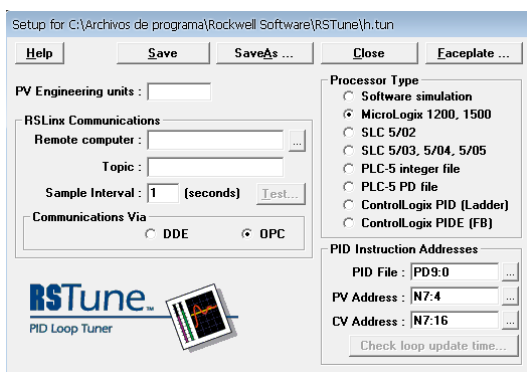 Setup for C:\Archivos de programa\Rockwell Software\RSTune\h.tun
Help Save SaveAs ... Close Faceplate ...
PV Engineering units :
RSLinx Communications
Remote computer : ...
Topic :
Sample Interval : 1 (seconds) Test...
Communications Via
DDE OPC
RSTune™
PID Loop Tuner
Processor Type
Software simulation
MicroLogix 1200, 1500
SLC 5/02
SLC 5/03, 5/04, 5/05
PLC-5 integer file
PLC-5 PD file
ControlLogix PID (Ladder)
ControlLogix PIDE (FB)
PID Instruction Addresses
PID File : PD9:0 ...
PV Address : N7:4 ...
CV Address : N7:16 ...
Check loop update time...